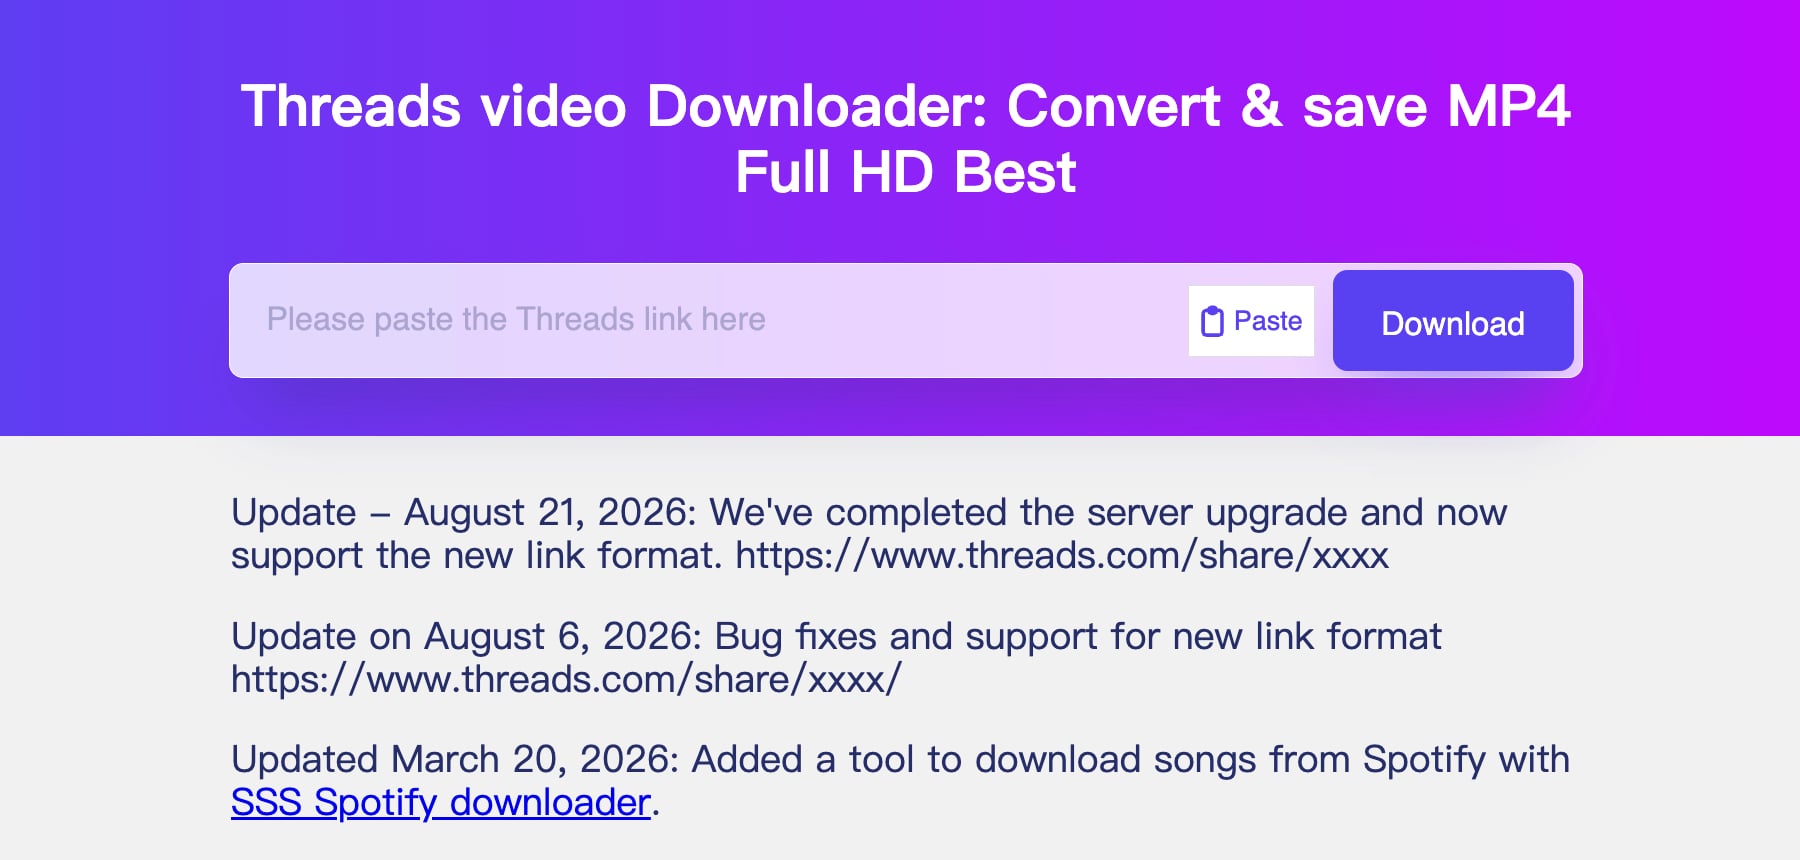 Threads video Downloader: Convert & save MP4
Full HD Best
Please paste the Threads link here
Paste
Download
Update – August 21, 2026: We've completed the server upgrade and now
support the new link format. https://www.threads.com/share/xxxx
Update on August 6, 2026: Bug fixes and support for new link format
https://www.threads.com/share/xxxx/
Updated March 20, 2026: Added a tool to download songs from Spotify with
SSS Spotify downloader.